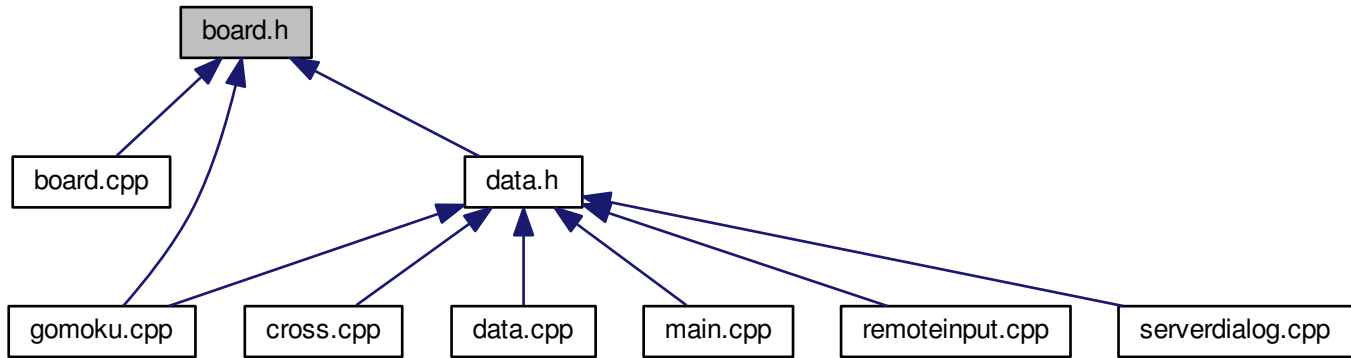 board.h
board.cpp
data.h
gomoku.cpp
cross.cpp
data.cpp
main.cpp
remoteinput.cpp
serverdialog.cpp